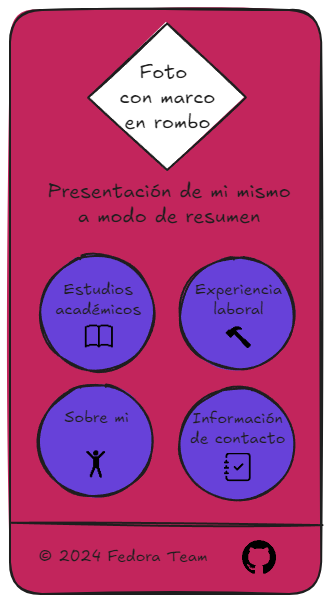 Foto
con marco
en rombo
Presentación de mi mismo
a modo de resumen
Estudios
académicos
Experiencia
laboral
Sobre mi
Información
de contacto
© 2024 Fedora Team